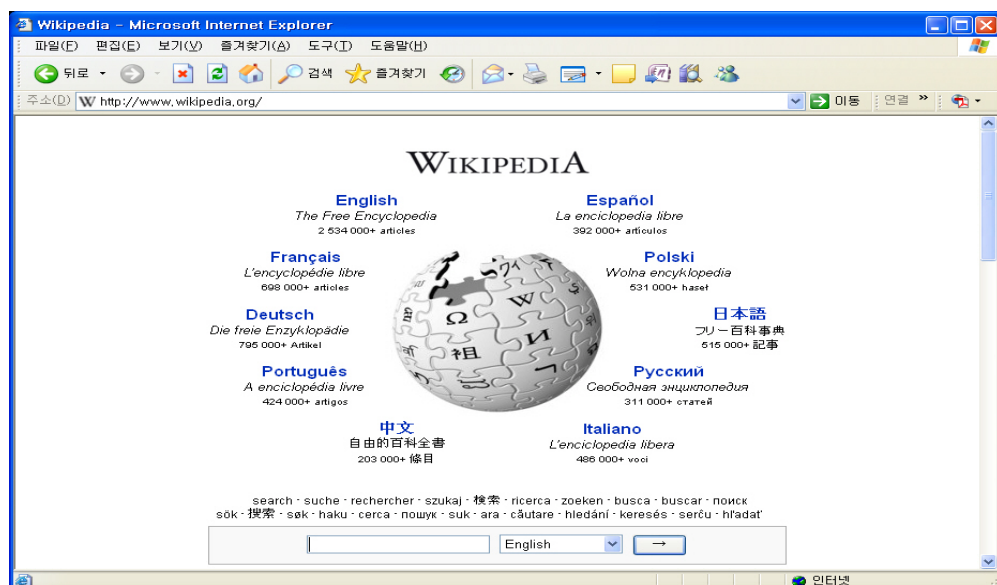 Wikipedia - Microsoft Internet Explorer
파일(F) 편집(E) 보기(V) 즐겨찾기(A) 도구(T) 도움말(H)
뒤로 검색 즐겨찾기
주소(D) http://www.wikipedia.org/ 이동 연결 »
WIKIPEDIA
English
The Free Encyclopedia
2 534 000+ articles
Español
La enciclopedia libre
392 000+ artículos
Français
L'encyclopédie libre
698 000+ articles
Polski
Wolna encyklopedia
531 000+ haseł
Deutsch
Die freie Enzyklopädie
795 000+ Artikel
日本語
フリー百科事典
515 000+ 記事
Português
A enciclopédia livre
424 000+ artigos
Русский
Свободная энциклопедия
311 000+ статей
中文
自由的百科全書
203 000+ 條目
Italiano
L'enciclopedia libera
486 000+ voci
Ω W И 祖
search · suche · rechercher · szukaj · 検索 · ricerca · zoeken · busca · buscar · поиск
sök · 搜索 · søk · haku · cerca · пошук · suk · ara · căutare · hledání · keresés · serĉu · hľadať
English →
인터넷